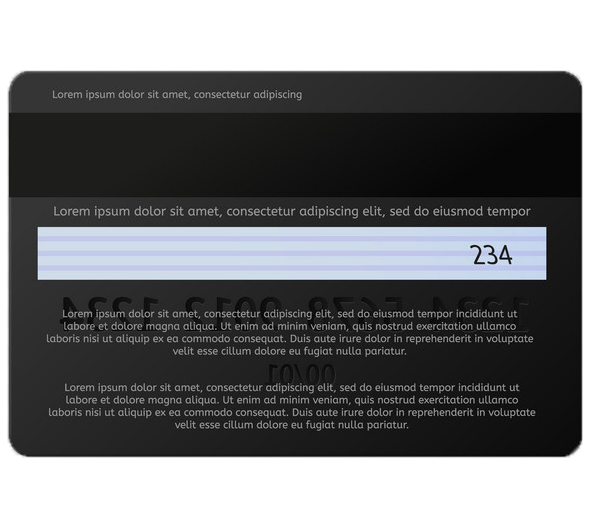 Lorem ipsum dolor sit amet, consectetur adipiscing
Lorem ipsum dolor sit amet, consectetur adipiscing elit, sed do eiusmod tempor
234
Lorem ipsum dolor sit amet, consectetur adipiscing elit, sed do eiusmod tempor ut
labore et dolore magna aliqua. Ut enim ad minim veniam, quis nostrud exercitation ullamco
laboris nisi ut aliquip ex ea commodo consequat. Duis aute irure dolor in reprehenderit in voluptate
velit esse cillum dolore eu fugiat nulla pariatur.
Lorem ipsum dolor sit amet, consectetur adipiscing elit, sed do eiusmod tempor ut
labore et dolore magna aliqua. Ut enim ad minim veniam, quis nostrud exercitation ullamco
laboris nisi ut aliquip ex ea commodo consequat. Duis aute irure dolor in reprehenderit in voluptate
velit esse cillum dolore eu fugiat nulla pariatur.